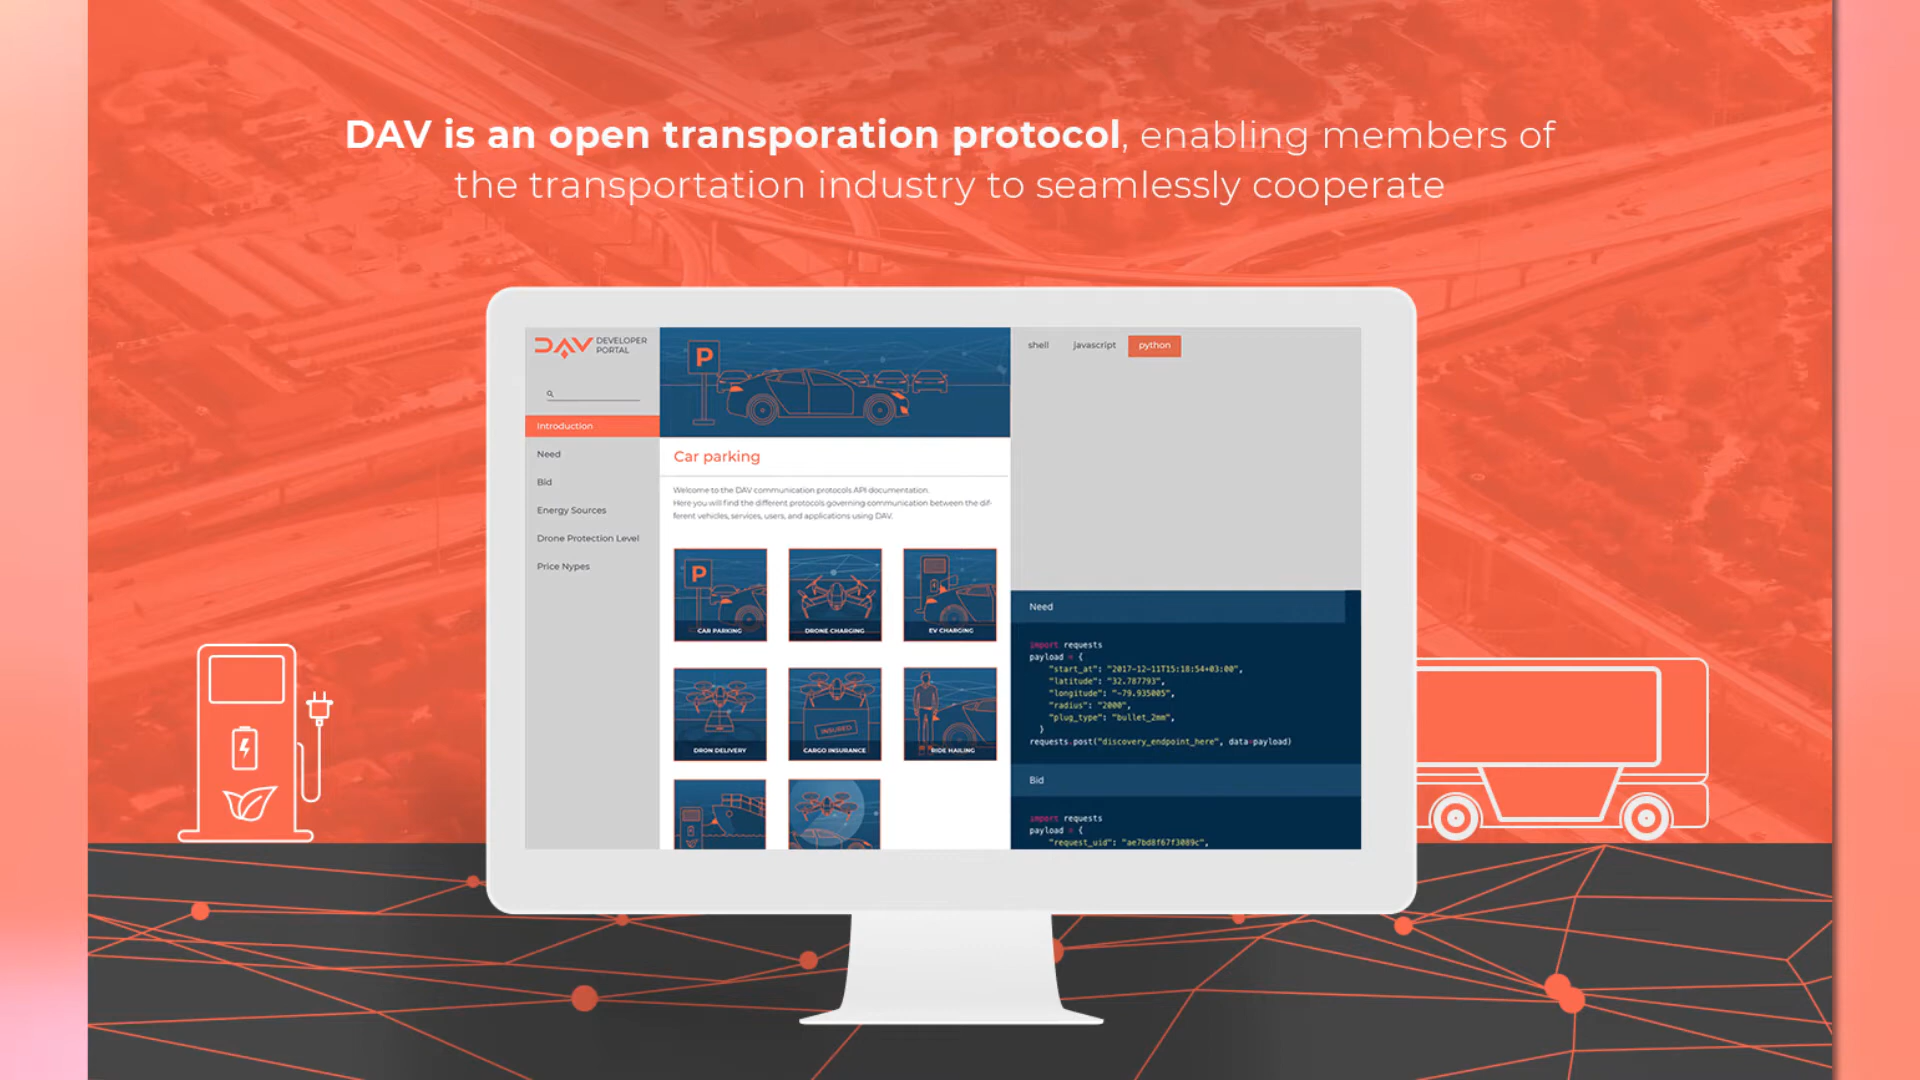 DAV is an open transporation protocol, enabling members of
the transportation industry to seamlessly cooperate
DAV DEVELOPER
PORTAL
Introduction
Need
Bid
Energy Sources
Drone Protection Level
Price Nypes
P
Car parking
Welcome to the DAV communication protocols API documentation.
Here you will find the different protocols governing communication between the dif-
ferent vehicles, services, users, and applications using DAV.
P
CAR PARKING
DRONE CHARGING
EV CHARGING
DRON DELIVERY
INSURED
CARGO INSURANCE
RIDE HAILING
shell javascript python
Need
import requests
payload = {
"start_at": "2017-12-11T15:18:54+03:00",
"latitude": "32.787793",
"longitude": "-79.935005",
"radius": "2000",
"plug_type": "bullet_2mm",
}
requests.post("discovery_endpoint_here", data=payload)
Bid
import requests
payload = {
"request_uid": "ae7bd8f67f3089c",